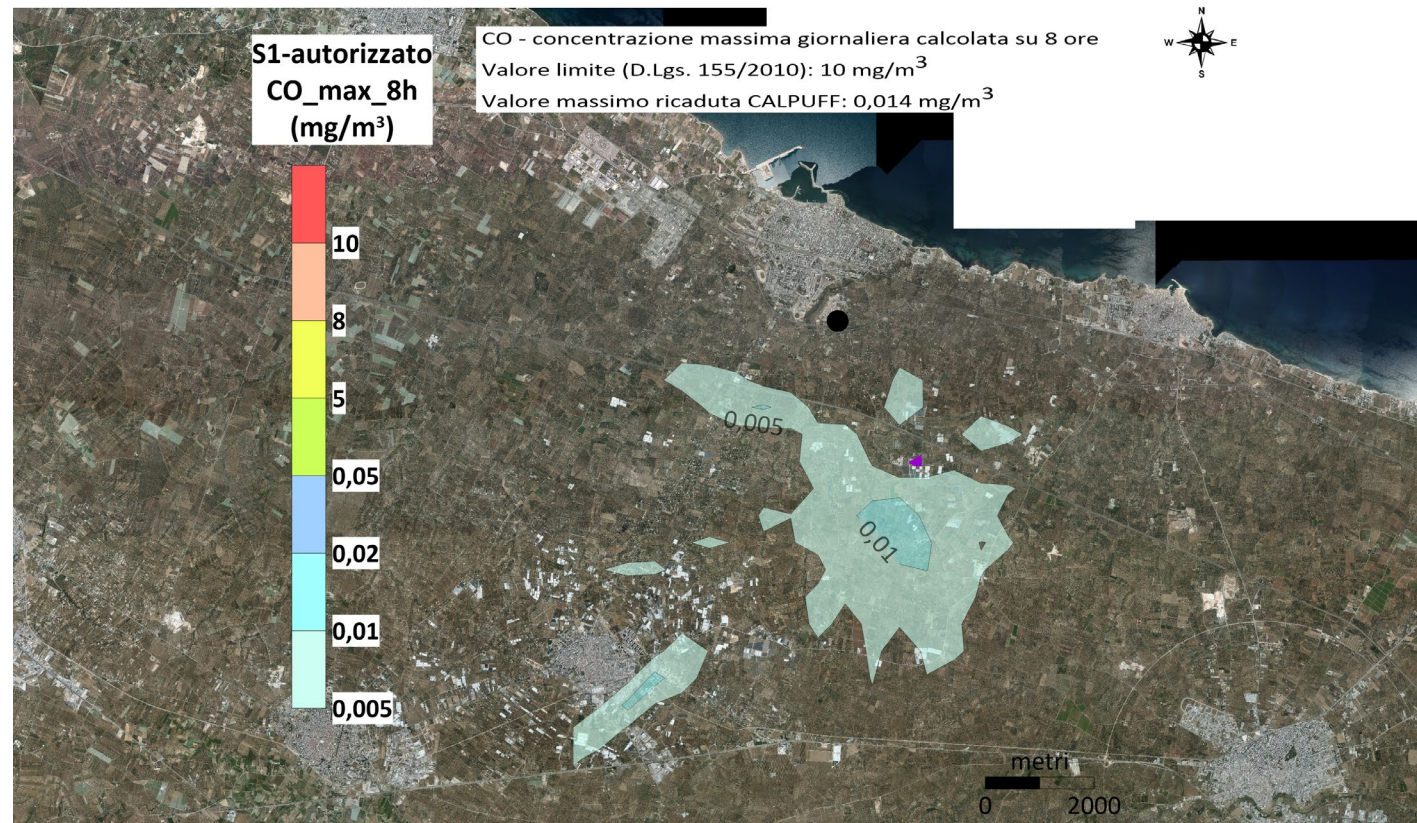 S1-autorizzato
CO_max_8h
(mg/m³)
CO - concentrazione massima giornaliera calcolata su 8 ore
Valore limite (D.Lgs. 155/2010): 10 mg/m³
Valore massimo ricaduta CALPUFF: 0,014 mg/m³
N
W
E
S
10
8
5
0,05
0,02
0,01
0,005
0,005
0,01
metri
0
2000